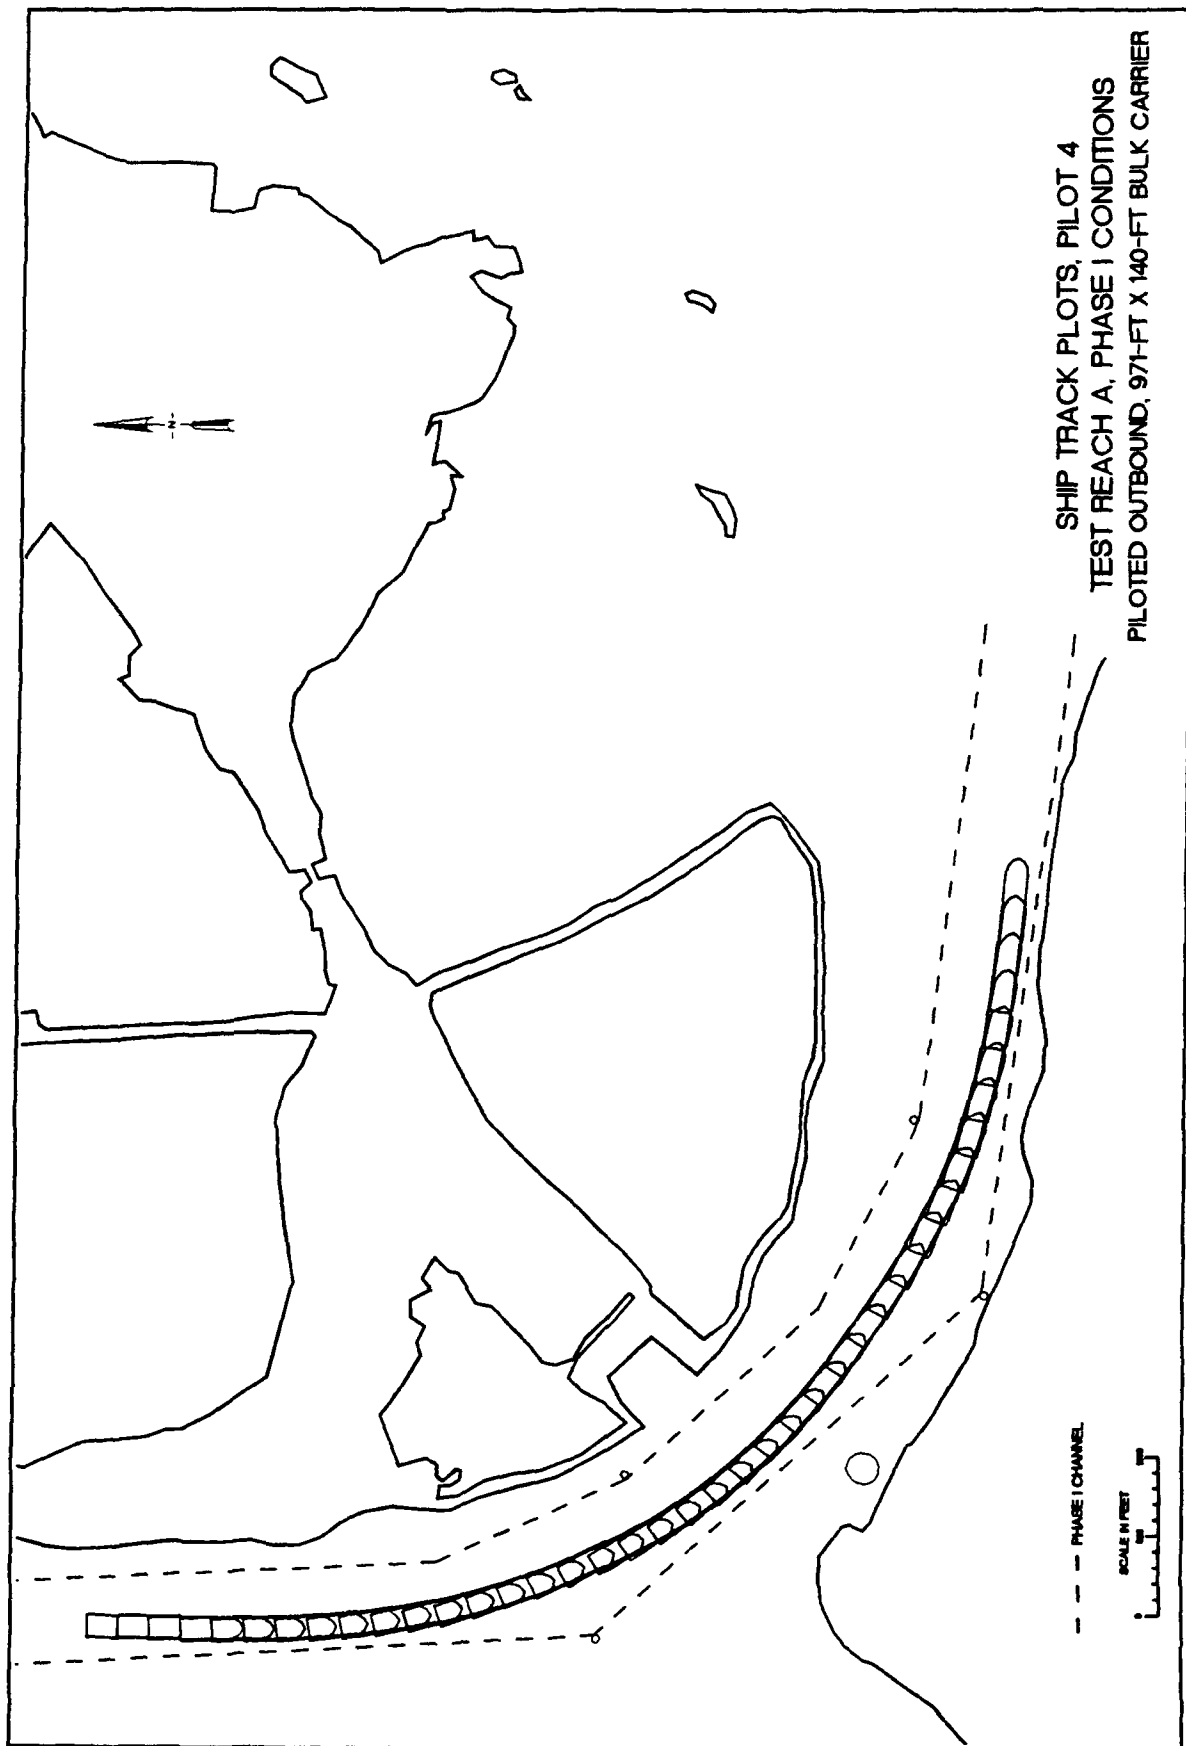 N
SHIP TRACK PLOTS, PILOT 4
TEST REACH A, PHASE I CONDITIONS
PILOTED OUTBOUND, 971-FT X 140-FT BULK CARRIER
PHASE I CHANNEL
SCALE IN FEET
0